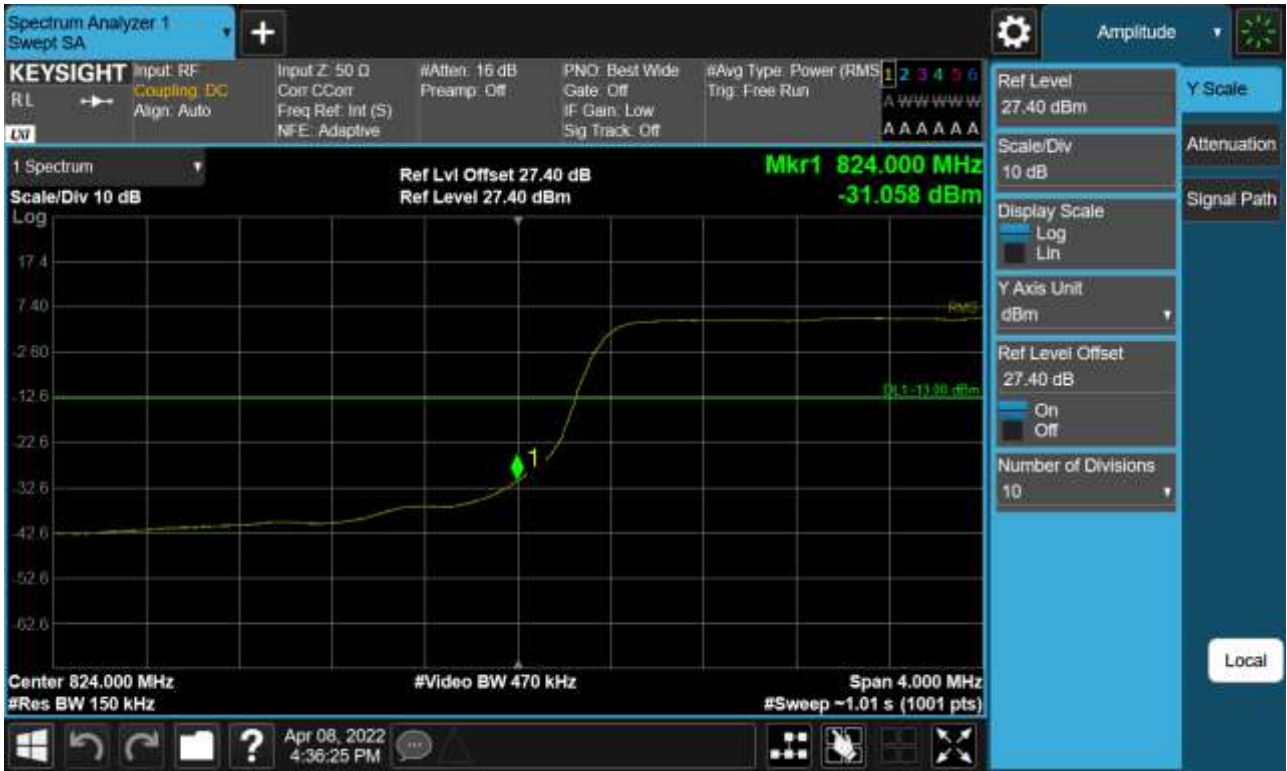 Spectrum Analyzer 1
Swept SA
+
Amplitude
KEYSIGHT
RL
LXI
Input: RF
Coupling: DC
Align: Auto
Input Z: 50 Ω
Corr CCorr
Freq Ref: Int (S)
NFE: Adaptive
#Atten: 16 dB
Preamp: Off
PNO: Best Wide
Gate: Off
IF Gain: Low
Sig Track: Off
#Avg Type: Power (RMS
Trig: Free Run
1 2 3 4 5 6
A W W W W W
A A A A A A
1 Spectrum
Scale/Div 10 dB
Log
Ref Lvl Offset 27.40 dB
Ref Level 27.40 dBm
Mkr1 824.000 MHz
-31.058 dBm
17.4
7.40
-2.60
-12.6
-22.6
-32.6
-42.6
-52.6
-62.6
RMS
DL1 -13.00 dBm
1
Center 824.000 MHz
#Res BW 150 kHz
#Video BW 470 kHz
Span 4.000 MHz
#Sweep ~1.01 s (1001 pts)
Ref Level
27.40 dBm
Scale/Div
10 dB
Display Scale
Log
Lin
Y Axis Unit
dBm
Ref Level Offset
27.40 dB
On
Off
Number of Divisions
10
Y Scale
Attenuation
Signal Path
Local
?
Apr 08, 2022
4:36:25 PM